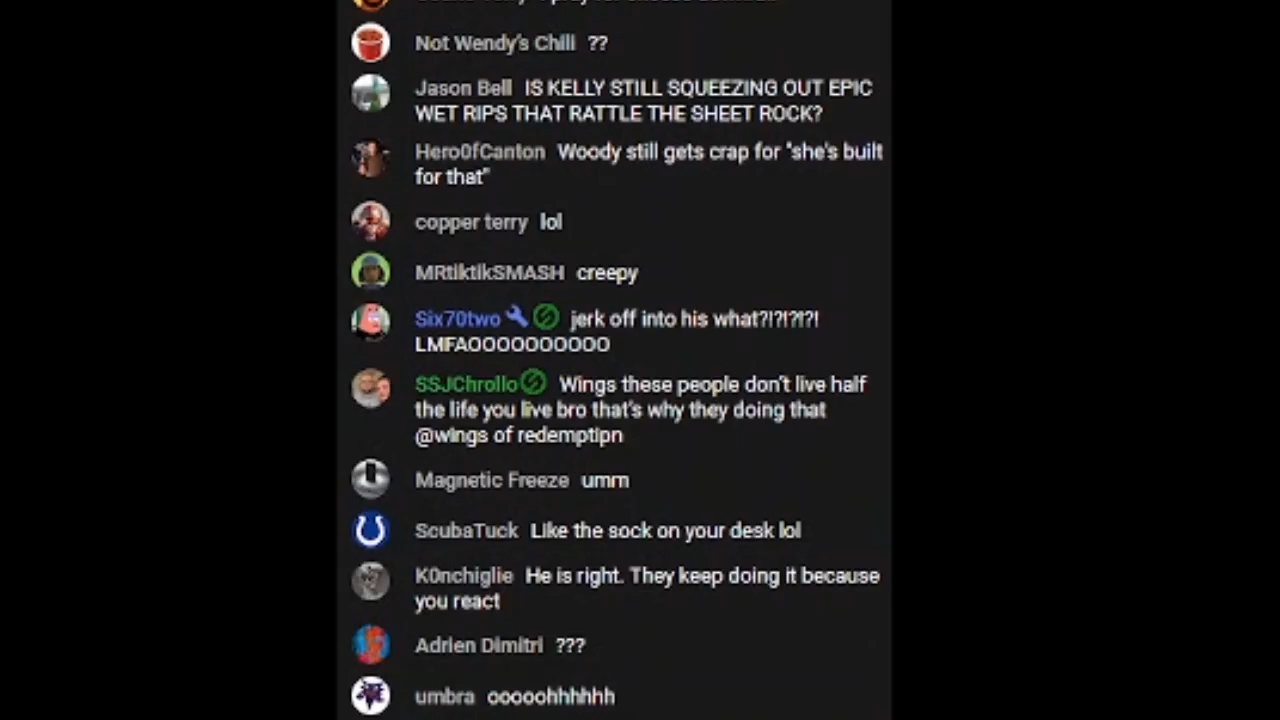 Not Wendy's Chili ??
Jason Bell IS KELLY STILL SQUEEZING OUT EPIC
WET RIPS THAT RATTLE THE SHEET ROCK?
Hero0fCanton Woody still gets crap for "she's built
for that"
copper terry lol
MRtiktikSMASH creepy
Six70two jerk off into his what?!?!?!?!
LMFAOOOOOOOOOO
SSJChrollo Wings these people don't live half
the life you live bro that's why they doing that
@wings of redemptipn
Magnetic Freeze umm
ScubaTuck Like the sock on your desk lol
K0nchiglie He is right. They keep doing it because
you react
Adrien Dimitri ???
umbra ooooohhhhhh